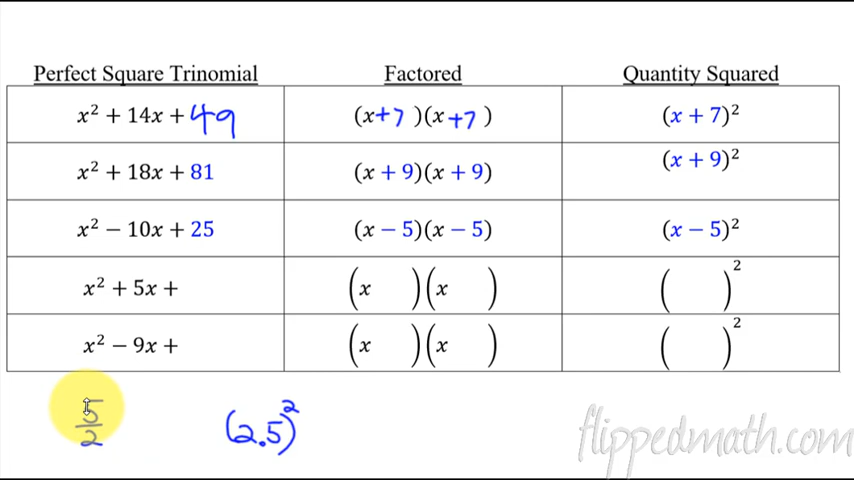 Perfect Square Trinomial Factored Quantity Squared
x² + 14x + 49 (x+7)(x+7) (x + 7)²
x² + 18x + 81 (x + 9)(x + 9) (x + 9)²
x² − 10x + 25 (x − 5)(x − 5) (x − 5)²
x² + 5x + (x )(x ) ( )²
x² − 9x + (x )(x ) ( )²
5/2 (2.5)²
flippedmath.com